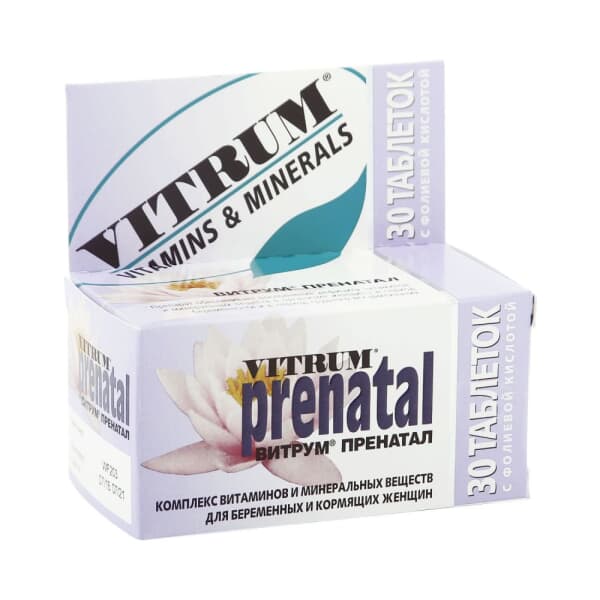 VITRUM®
VITAMINS & MINERALS
30 ТАБЛЕТОК
С ФОЛИЕВОЙ КИСЛОТОЙ
ВИТРУМ® ПРЕНАТАЛ
VITRUM®
prenatal
ВИТРУМ® ПРЕНАТАЛ
КОМПЛЕКС ВИТАМИНОВ И МИНЕРАЛЬНЫХ ВЕЩЕСТВ
ДЛЯ БЕРЕМЕННЫХ И КОРМЯЩИХ ЖЕНЩИН
30 ТАБЛЕТОК
С ФОЛИЕВОЙ КИСЛОТОЙ